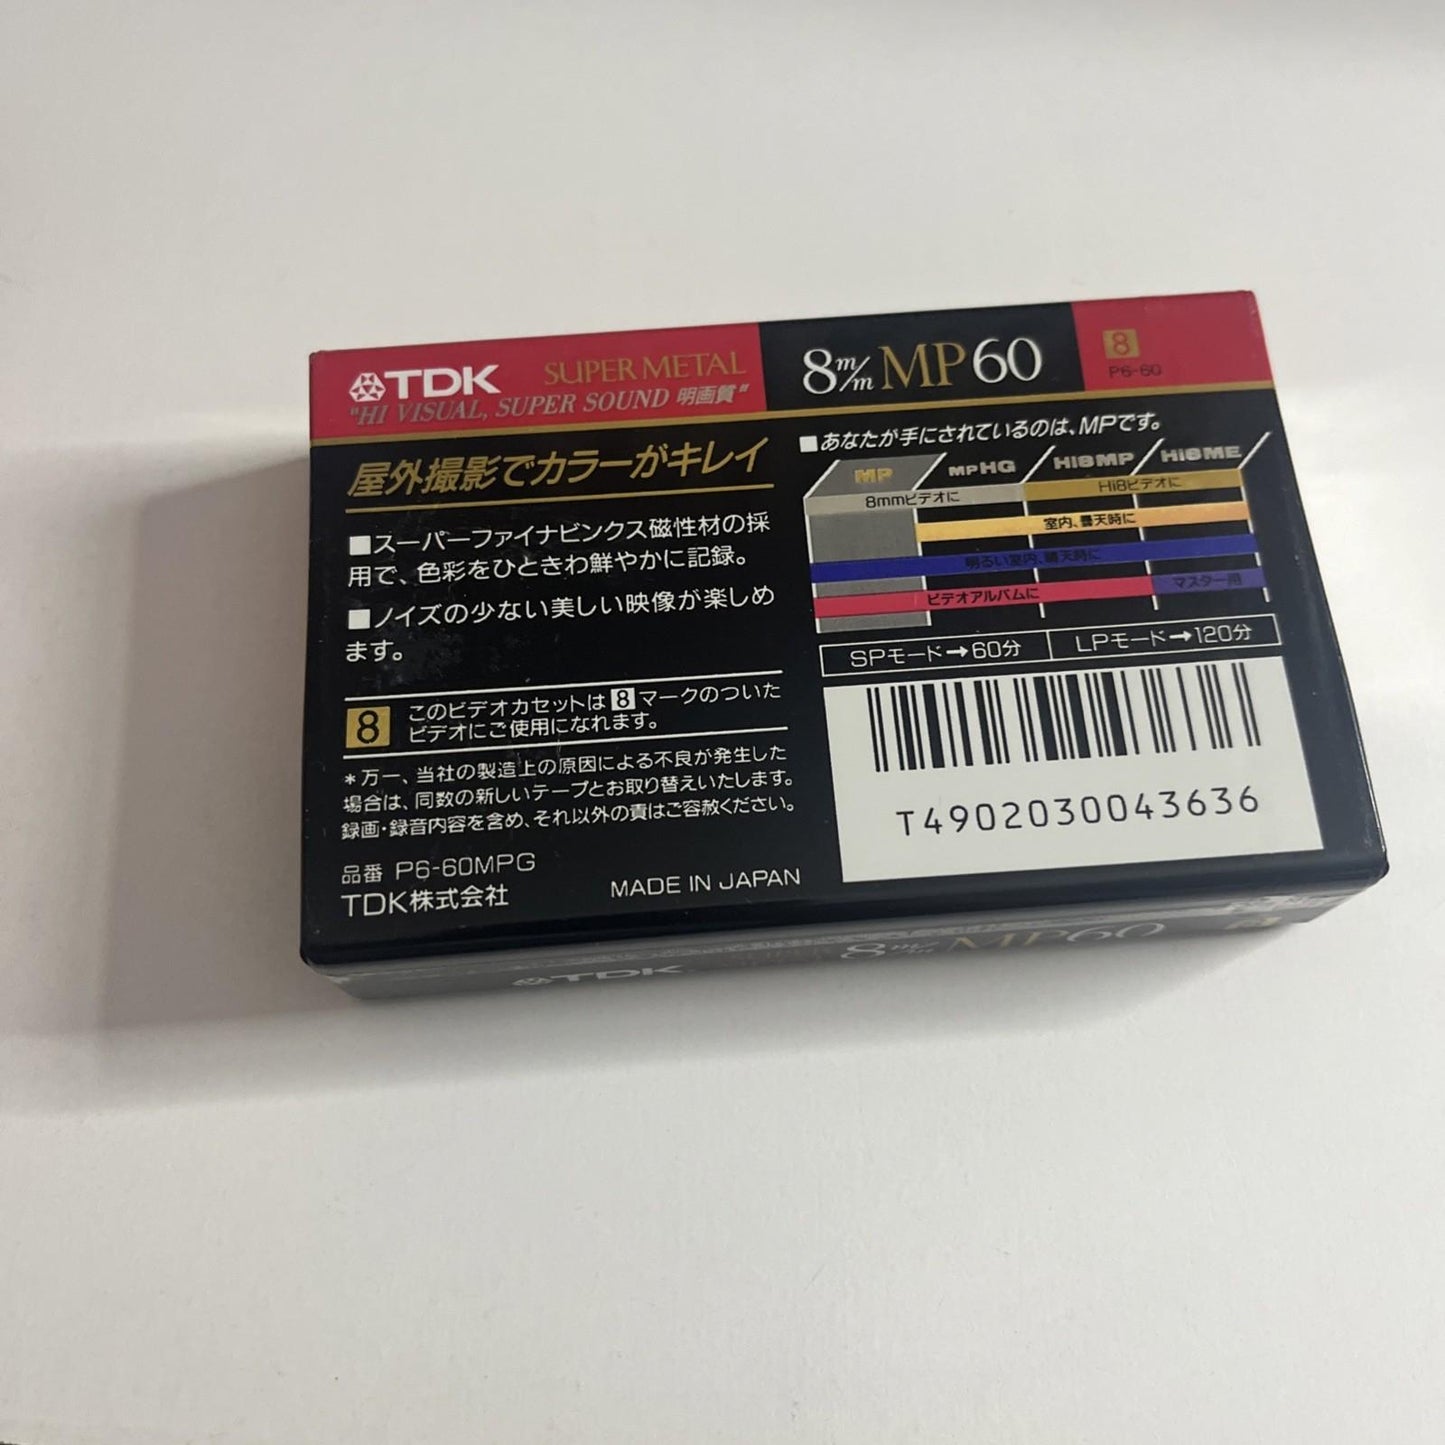 TDK SUPER METAL
"HI VISUAL, SUPER SOUND 明画質"
8m/m MP60
8
P6-60
屋外撮影でカラーがキレイ
■スーパーファイナビンクス磁性材の採
用で、色彩をひときわ鮮やかに記録。
■ノイズの少ない美しい映像が楽しめ
ます。
8 このビデオカセットは8マークのついた
ビデオにご使用になれます。
*万一、当社の製造上の原因による不良が発生した
場合は、同数の新しいテープとお取り替えいたします。
録画・録音内容を含め、それ以外の責はご容赦ください。
品番 P6-60MPG
TDK株式会社
MADE IN JAPAN
■あなたが手にされているのは、MPです。
MP MPHG Hi8MP Hi8ME
8mmビデオに Hi8ビデオに
室内、曇天時に
明るい室内、晴天時に
ビデオアルバムに マスター用
SPモード→60分 LPモード→120分
T4902030043636
TDK 8m/m MP60